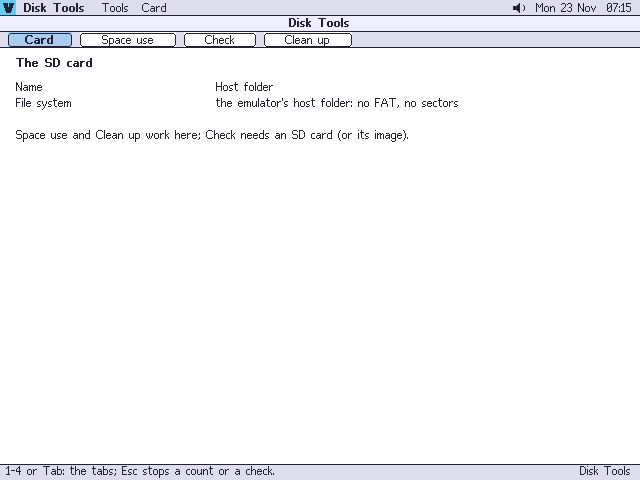 V Disk Tools Tools Card Mon 23 Nov 07:15
Disk Tools
Card Space use Check Clean up
The SD card
Name Host folder
File system the emulator's host folder: no FAT, no sectors
Space use and Clean up work here; Check needs an SD card (or its image).
1-4 or Tab: the tabs; Esc stops a count or a check. Disk Tools